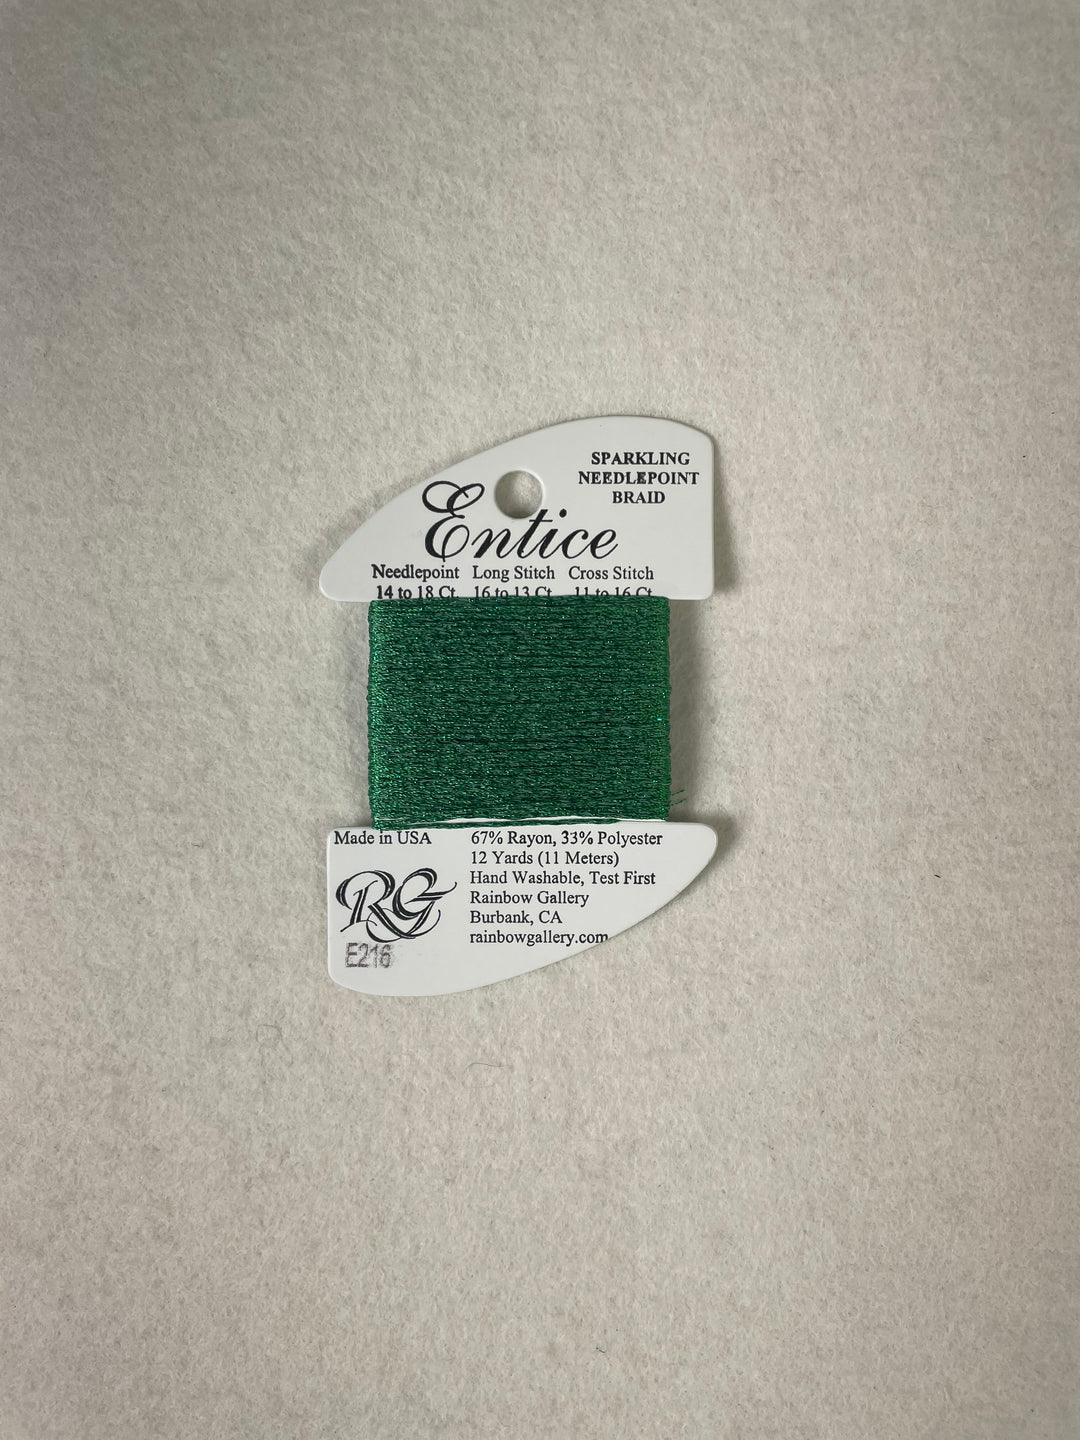 SPARKLING
NEEDLEPOINT
BRAID
Entice
Needlepoint Long Stitch Cross Stitch
14 to 18 Ct. 16 to 13 Ct. 11 to 16 Ct.
Made in USA
RG
E216
67% Rayon, 33% Polyester
12 Yards (11 Meters)
Hand Washable, Test First
Rainbow Gallery
Burbank, CA
rainbowgallery.com